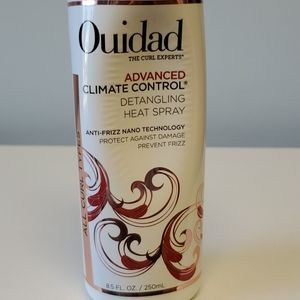 Ouidad
THE CURL EXPERTS®
ADVANCED
CLIMATE CONTROL®
DETANGLING
HEAT SPRAY
ANTI-FRIZZ NANO TECHNOLOGY
PROTECT AGAINST DAMAGE
PREVENT FRIZZ
ALL CURL TYPES
8.5 FL. OZ. / 250mL